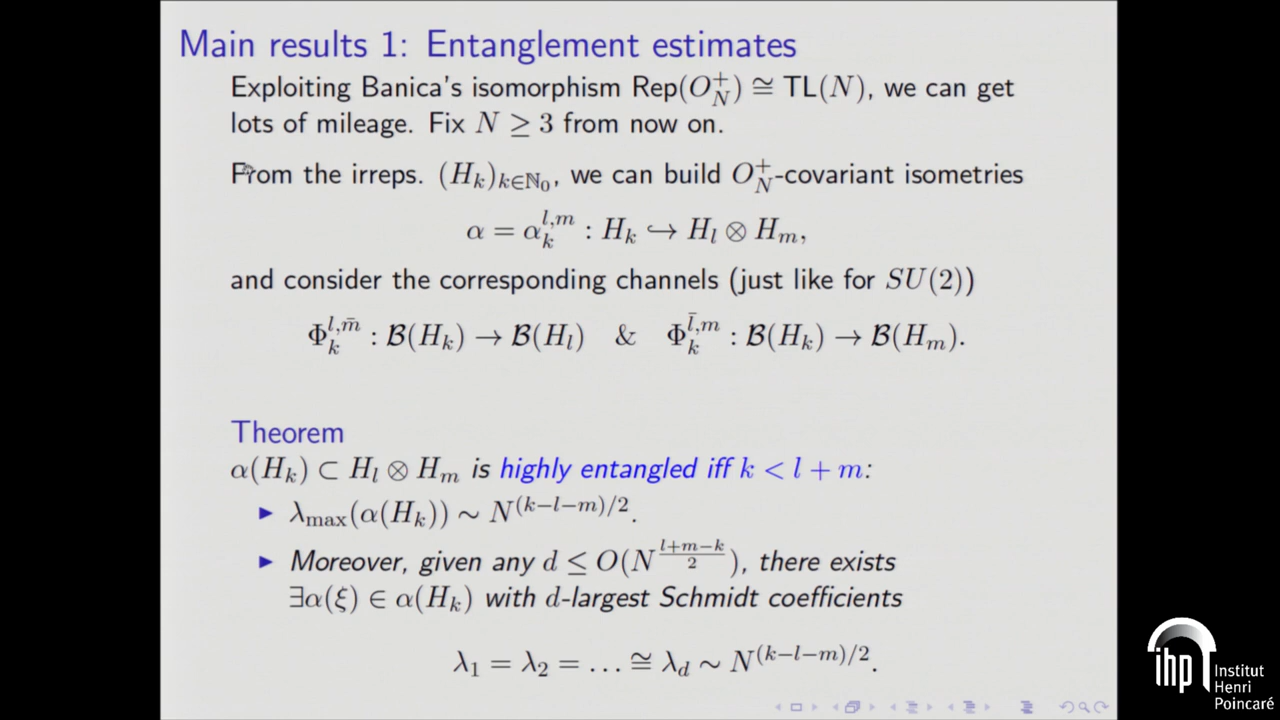 Main results 1: Entanglement estimates
Exploiting Banica's isomorphism Rep(O_N^+) ≅ TL(N), we can get
lots of mileage. Fix N ≥ 3 from now on.
From the irreps. (H_k)_{k∈ℕ_0}, we can build O_N^+-covariant isometries
α = α_k^{l,m} : H_k ↪ H_l ⊗ H_m,
and consider the corresponding channels (just like for SU(2))
Φ_k^{l,m̄} : 𝓑(H_k) → 𝓑(H_l) & Φ_k^{l̄,m} : 𝓑(H_k) → 𝓑(H_m).
Theorem
α(H_k) ⊂ H_l ⊗ H_m is highly entangled iff k < l + m:
► λ_max(α(H_k)) ∼ N^{(k−l−m)/2}.
► Moreover, given any d ≤ O(N^{\frac{l+m−k}{2}}), there exists
∃α(ξ) ∈ α(H_k) with d-largest Schmidt coefficients
λ_1 = λ_2 = … ≅ λ_d ∼ N^{(k−l−m)/2}.
ihp Institut
Henri
Poincaré